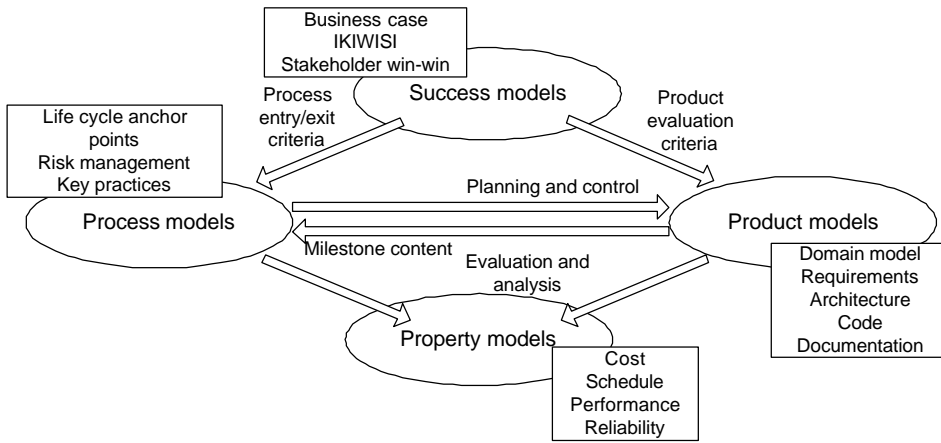 Business case
IKIWISI
Stakeholder win-win
Success models
Process
entry/exit
criteria
Product
evaluation
criteria
Life cycle anchor
points
Risk management
Key practices
Planning and control
Process models
Product models
Milestone content
Evaluation and
analysis
Domain model
Requirements
Architecture
Code
Documentation
Property models
Cost
Schedule
Performance
Reliability